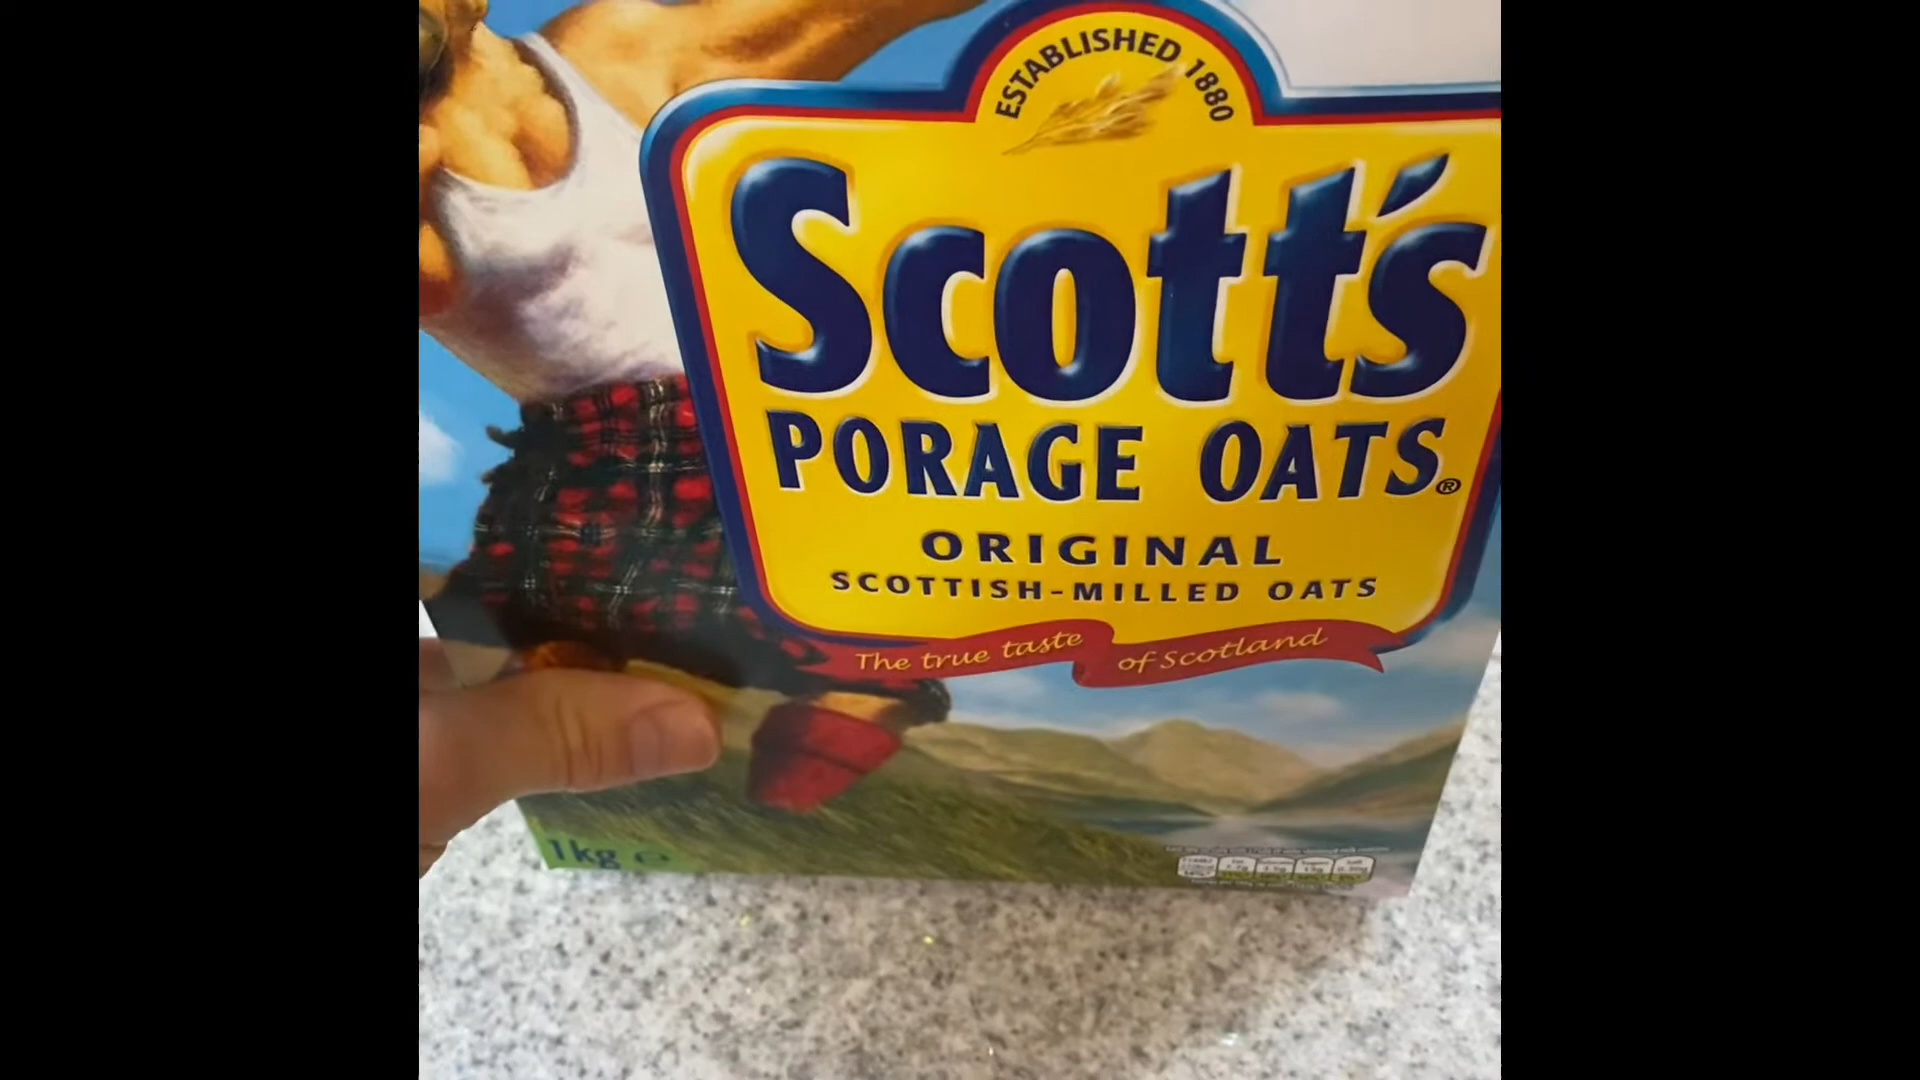 ESTABLISHED 1880
Scott's
PORAGE OATS®
ORIGINAL
SCOTTISH-MILLED OATS
The true taste of Scotland
1kg e